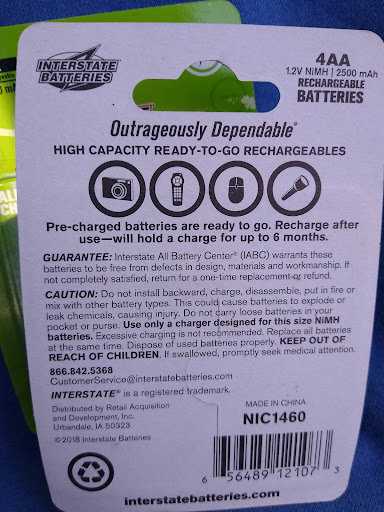 INTERSTATE
BATTERIES
4AA
1.2V NiMH | 2500 mAh
RECHARGEABLE
BATTERIES
Outrageously Dependable®
HIGH CAPACITY READY-TO-GO RECHARGEABLES
Pre-charged batteries are ready to go. Recharge after
use—will hold a charge for up to 6 months.
GUARANTEE: Interstate All Battery Center® (IABC) warrants these
batteries to be free from defects in design, materials and workmanship. If
not completely satisfied, return for a one-time replacement or refund.
CAUTION: Do not install backward, charge, disassemble, put in fire or
mix with other battery types. This could cause batteries to explode or
leak chemicals, causing injury. Do not carry loose batteries in your
pocket or purse. Use only a charger designed for this size NiMH
batteries. Excessive charging is not recommended. Replace all batteries
at the same time. Dispose of used batteries properly. KEEP OUT OF
REACH OF CHILDREN. If swallowed, promptly seek medical attention.
866.842.5368
CustomerService@interstatebatteries.com
INTERSTATE® is a registered trademark.
Distributed by Retail Acquisition
and Development, Inc.
Urbandale, IA 50323
©2018 Interstate Batteries
MADE IN CHINA
NIC1460
6 56489 12107 3
interstatebatteries.com